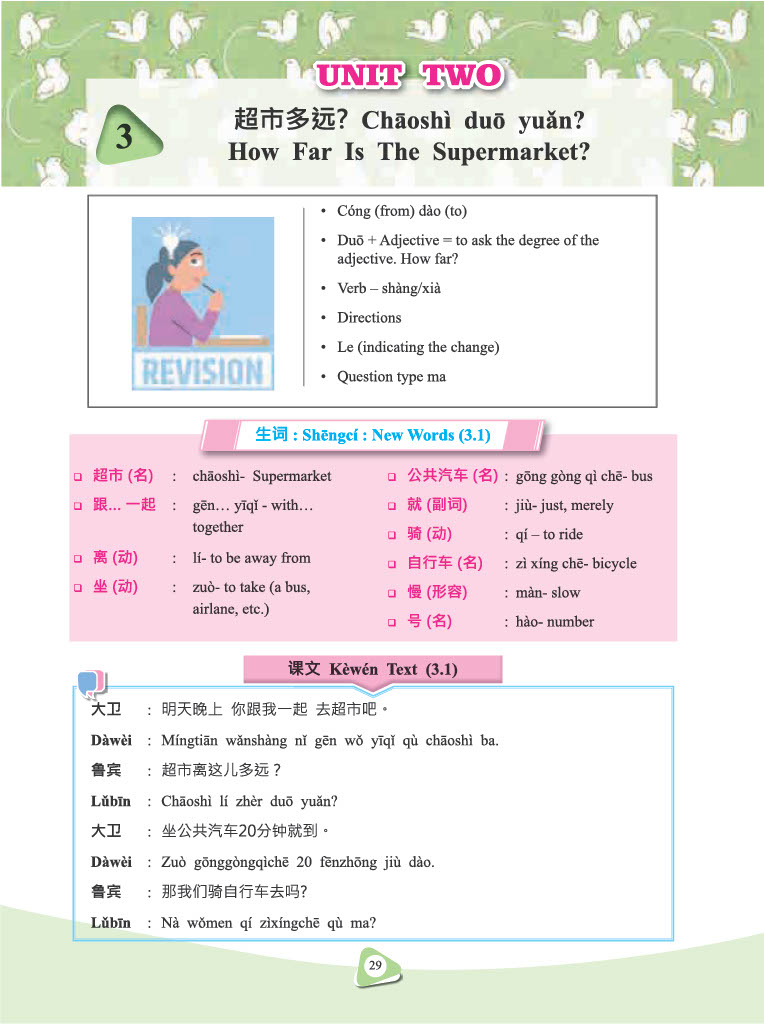 UNIT TWO
3
超市多远? Chāoshì duō yuǎn?
How Far Is The Supermarket?
REVISION
• Cóng (from) dào (to)
• Duō + Adjective = to ask the degree of the
adjective. How far?
• Verb – shàng/xià
• Directions
• Le (indicating the change)
• Question type ma
生词 : Shēngcí : New Words (3.1)
超市 (名) : chāoshì- Supermarket
跟... 一起 : gēn… yīqǐ - with…
together
离 (动) : lí- to be away from
坐 (动) : zuò- to take (a bus,
airlane, etc.)
公共汽车 (名) : gōng gòng qì chē- bus
就 (副词) : jiù- just, merely
骑 (动) : qí – to ride
自行车 (名) : zì xíng chē- bicycle
慢 (形容) : màn- slow
号 (名) : hào- number
课文 Kèwén Text (3.1)
大卫 : 明天晚上 你跟我一起 去超市吧。
Dàwèi : Míngtiān wǎnshàng nǐ gēn wǒ yīqǐ qù chāoshì ba.
鲁宾 : 超市离这儿多远？
Lǔbīn : Chāoshì lí zhèr duō yuǎn?
大卫 : 坐公共汽车20分钟就到。
Dàwèi : Zuò gōnggòngqìchē 20 fēnzhōng jiù dào.
鲁宾 : 那我们骑自行车去吗?
Lǔbīn : Nà wǒmen qí zìxíngchē qù ma?
29